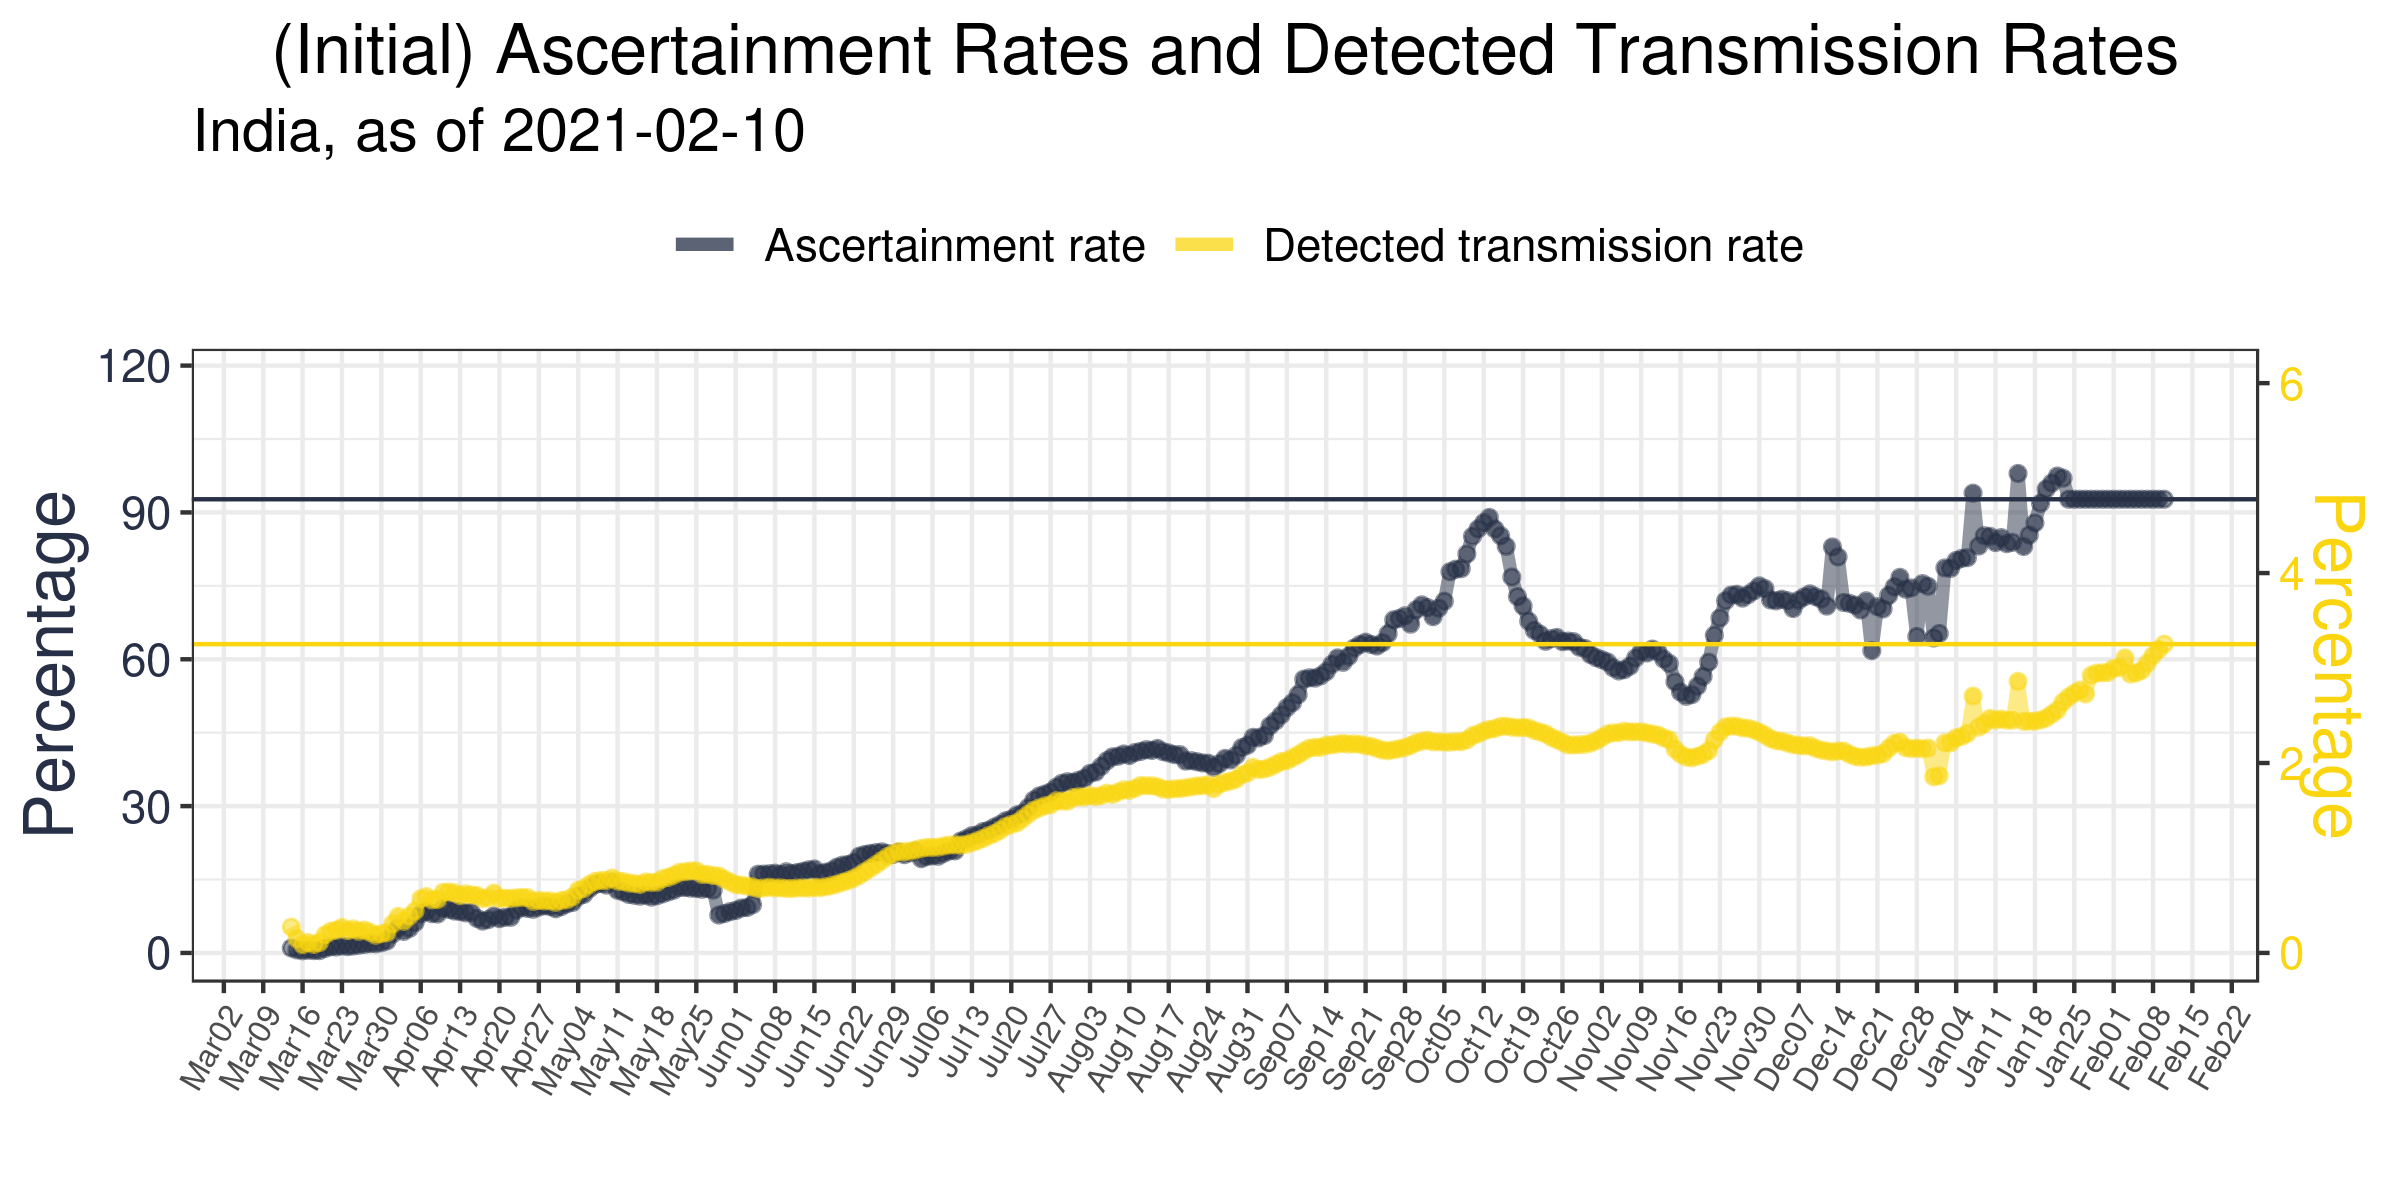 (Initial) Ascertainment Rates and Detected Transmission Rates
India, as of 2021-02-10
Ascertainment rate
Detected transmission rate
Percentage
120
90
60
30
0
6
4
2
0
Percentage
Mar02
Mar09
Mar16
Mar23
Mar30
Apr06
Apr13
Apr20
Apr27
May04
May11
May18
May25
Jun01
Jun08
Jun15
Jun22
Jun29
Jul06
Jul13
Jul20
Jul27
Aug03
Aug10
Aug17
Aug24
Aug31
Sep07
Sep14
Sep21
Sep28
Oct05
Oct12
Oct19
Oct26
Nov02
Nov09
Nov16
Nov23
Nov30
Dec07
Dec14
Dec21
Dec28
Jan04
Jan11
Jan18
Jan25
Feb01
Feb08
Feb15
Feb22